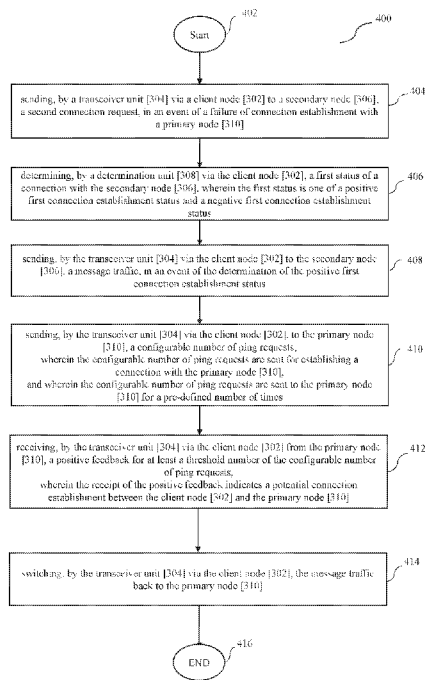 402
400
Start
404
sending, by a transceiver unit [304] via a client node [302] to a secondary node [306],
a second connection request, in an event of a failure of connection establishment with
a primary node [310]
406
determining, by a determination unit [308] via the client node [302], a first status of a
connection with the secondary node [306], wherein the first status is one of a positive
first connection establishment status and a negative first connection establishment
status
408
sending, by the transceiver unit [304] via the client node [302] to the secondary node
[306], a message traffic, in an event of the determination of the positive first
connection establishment status
410
sending, by the transceiver unit [304] via the client node [302], to the primary node
[310], a configurable number of ping requests,
wherein the configurable number of ping requests are sent for establishing a
connection with the primary node [310],
and wherein the configurable number of ping requests are sent to the primary node
[310] for a pre-defined number of times
412
receiving, by the transceiver unit [304] via the client node [302] from the primary node
[310], a positive feedback for at least a threshold number of the configurable number
of ping requests,
wherein the receipt of the positive feedback indicates a potential connection
establishment between the client node [302] and the primary node [310]
414
switching, by the transceiver unit [304] via the client node [302], the message traffic
back to the primary node [310]
416
END